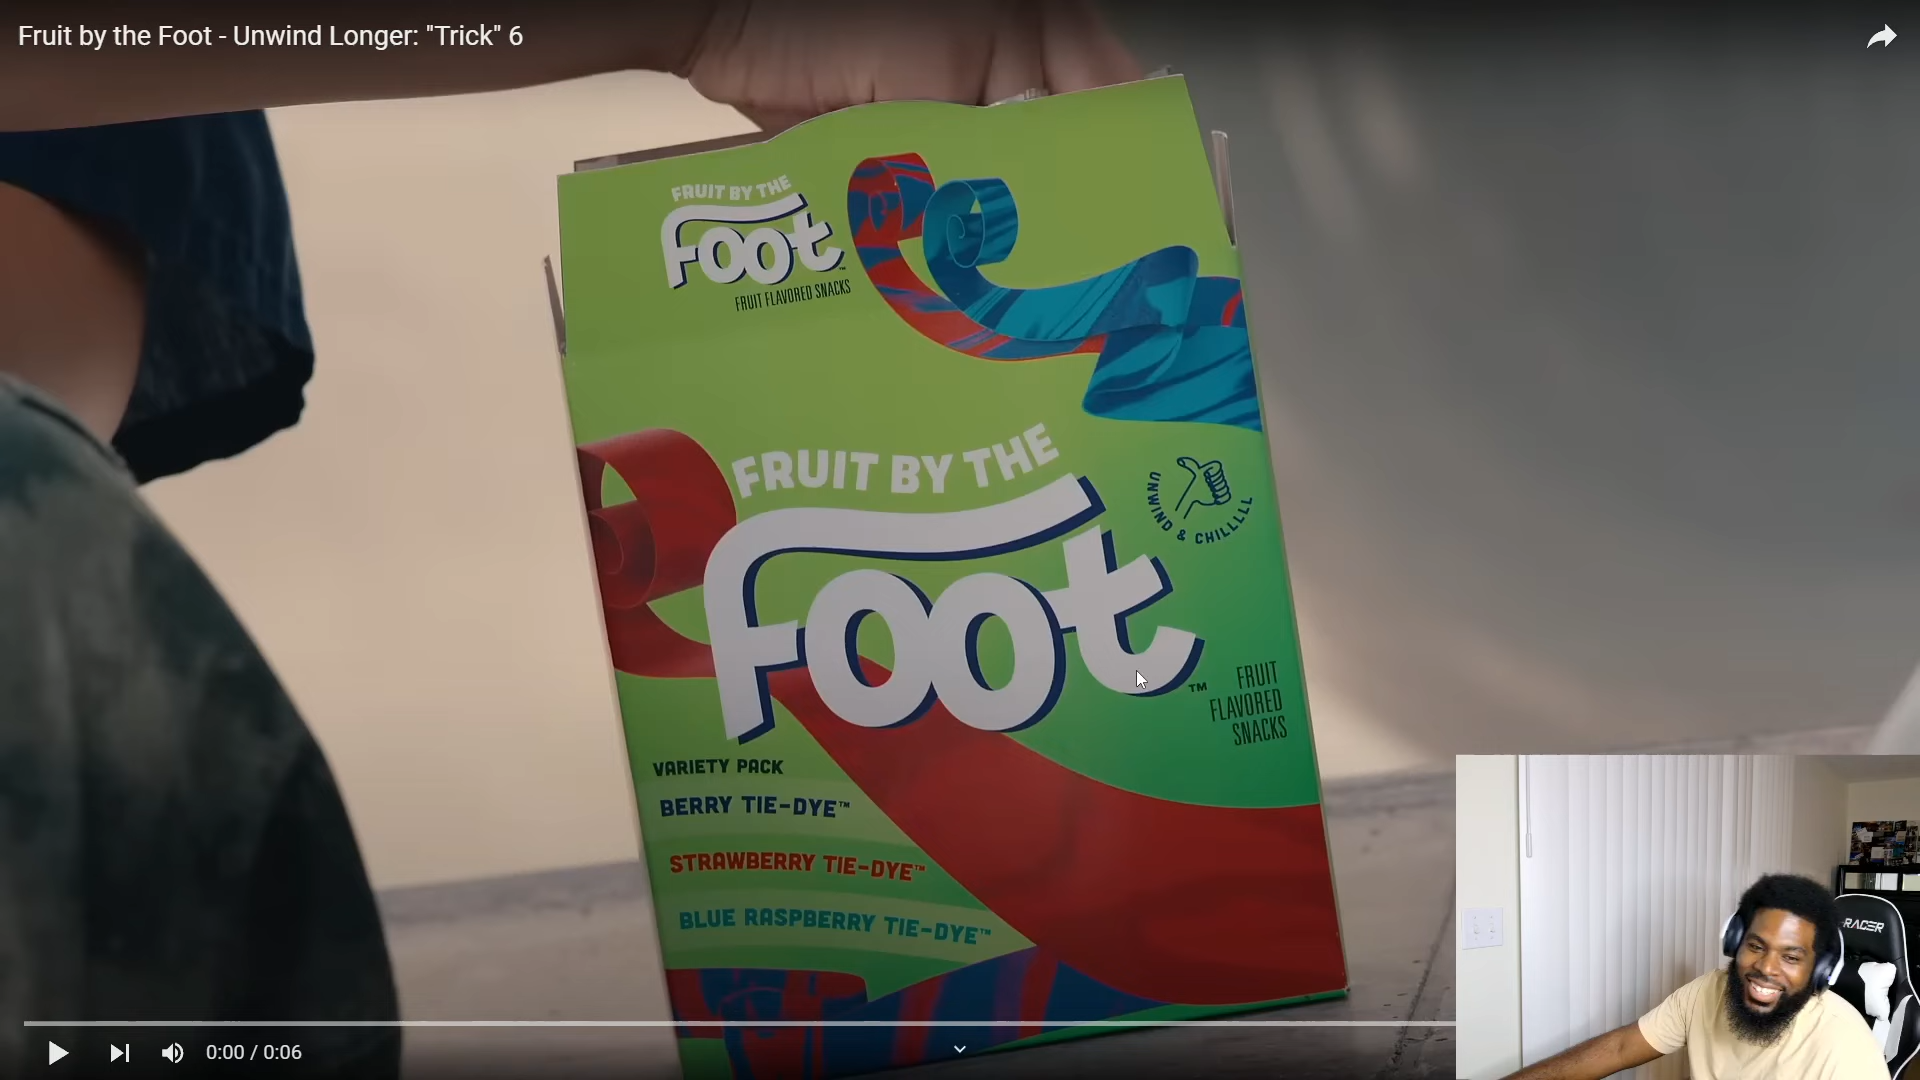 Fruit by the Foot - Unwind Longer: "Trick" 6
FRUIT BY THE
Foot
FRUIT FLAVORED SNACKS
FRUIT BY THE
Foot™
UNWIND & CHILLLLL
FRUIT
FLAVORED
SNACKS
VARIETY PACK
BERRY TIE-DYE™
STRAWBERRY TIE-DYE™
BLUE RASPBERRY TIE-DYE™
RACER
0:00 / 0:06